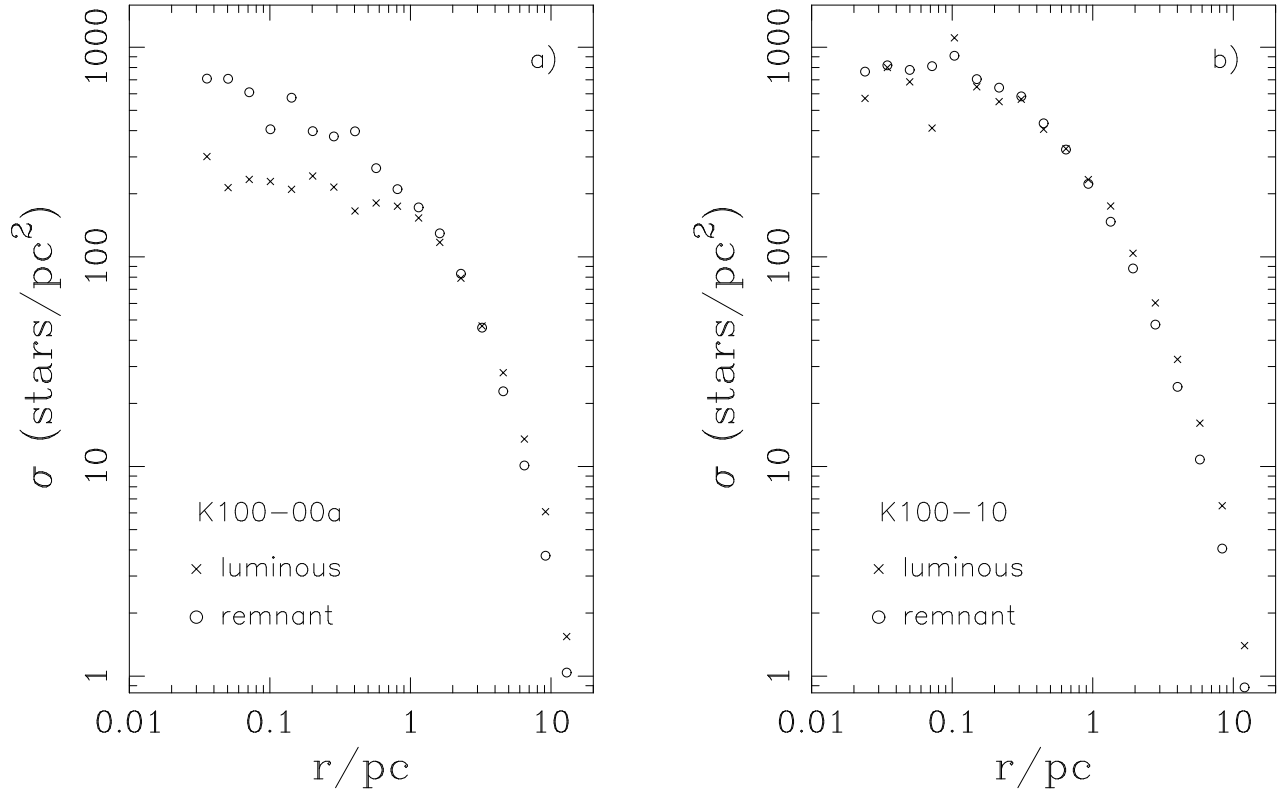 a)
1000
100
10
1
σ (stars/pc²)
K100-00a
× luminous
○ remnant
0.01 0.1 1 10
r/pc
b)
1000
100
10
1
σ (stars/pc²)
K100-10
× luminous
○ remnant
0.01 0.1 1 10
r/pc